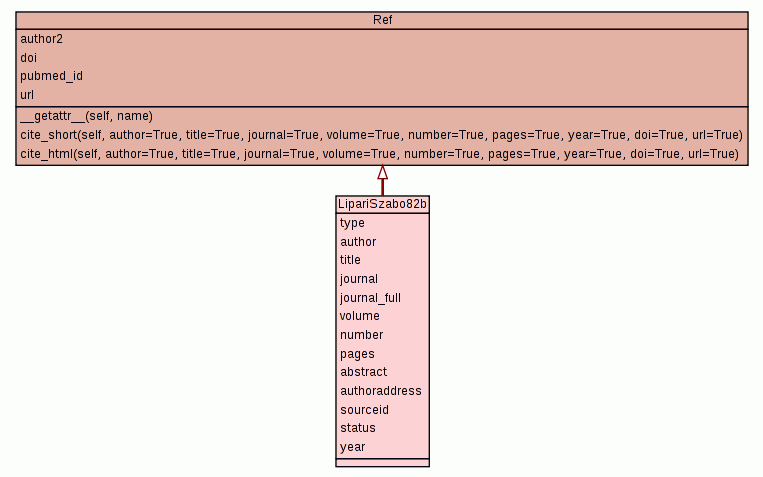 Ref
author2
doi
pubmed_id
url
__getattr__(self, name)
cite_short(self, author=True, title=True, journal=True, volume=True, number=True, pages=True, year=True, doi=True, url=True)
cite_html(self, author=True, title=True, journal=True, volume=True, number=True, pages=True, year=True, doi=True, url=True)
LipariSzabo82b
type
author
title
journal
journal_full
volume
number
pages
abstract
authoraddress
sourceid
status
year